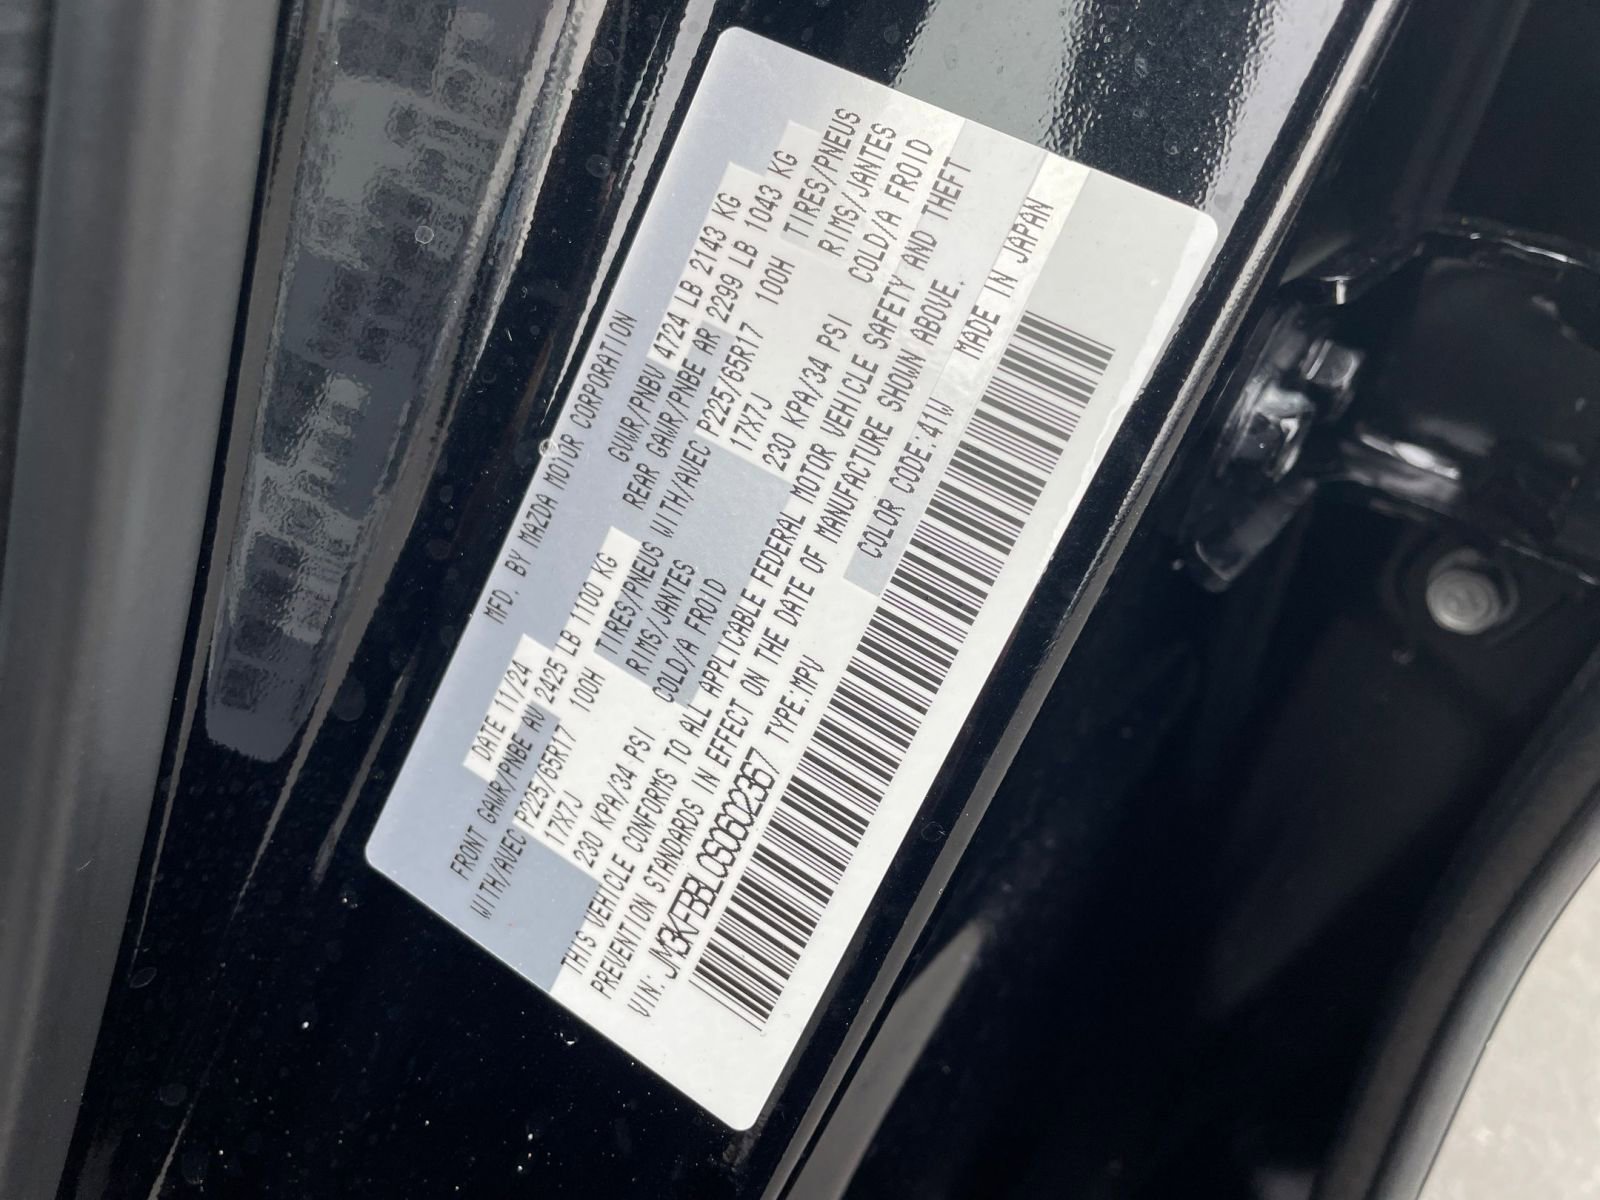 MFD. BY MAZDA MOTOR CORPORATION
DATE 11/24 GVWR/PNBV 4724 LB 2143 KG
FRONT GAWR/PNBE AV 2425 LB 1100 KG REAR GAWR/PNBE AR 2299 LB 1043 KG
WITH/AVEC P225/65R17 100H TIRES/PNEUS WITH/AVEC P225/65R17 100H TIRES/PNEUS
17X7J RIMS/JANTES 17X7J RIMS/JANTES
230 KPA/34 PSI COLD/A FROID 230 KPA/34 PSI COLD/A FROID
THIS VEHICLE CONFORMS TO ALL APPLICABLE FEDERAL MOTOR VEHICLE SAFETY AND THEFT
PREVENTION STANDARDS IN EFFECT ON THE DATE OF MANUFACTURE SHOWN ABOVE.
VIN: JM3KFBBL0S0602367 TYPE:MPV COLOR CODE:41W MADE IN JAPAN